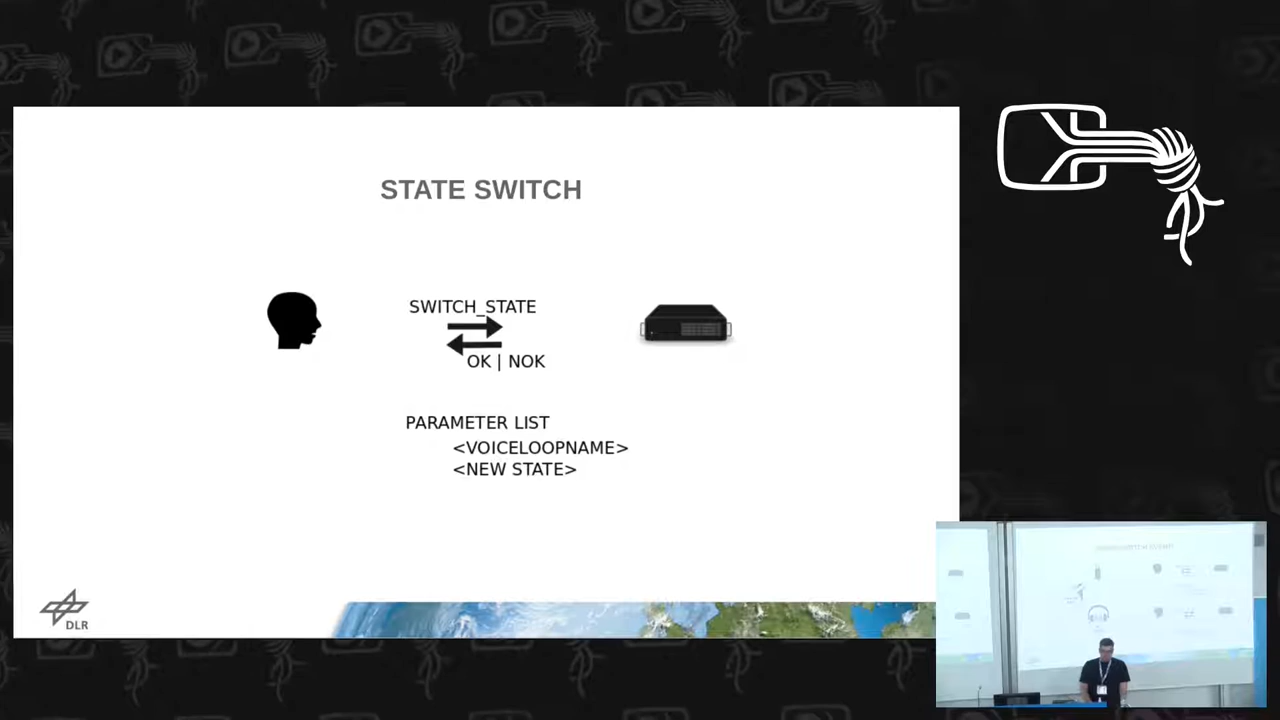 STATE SWITCH
SWITCH_STATE
OK | NOK
PARAMETER LIST
<VOICELOOPNAME>
<NEW STATE>
DLR